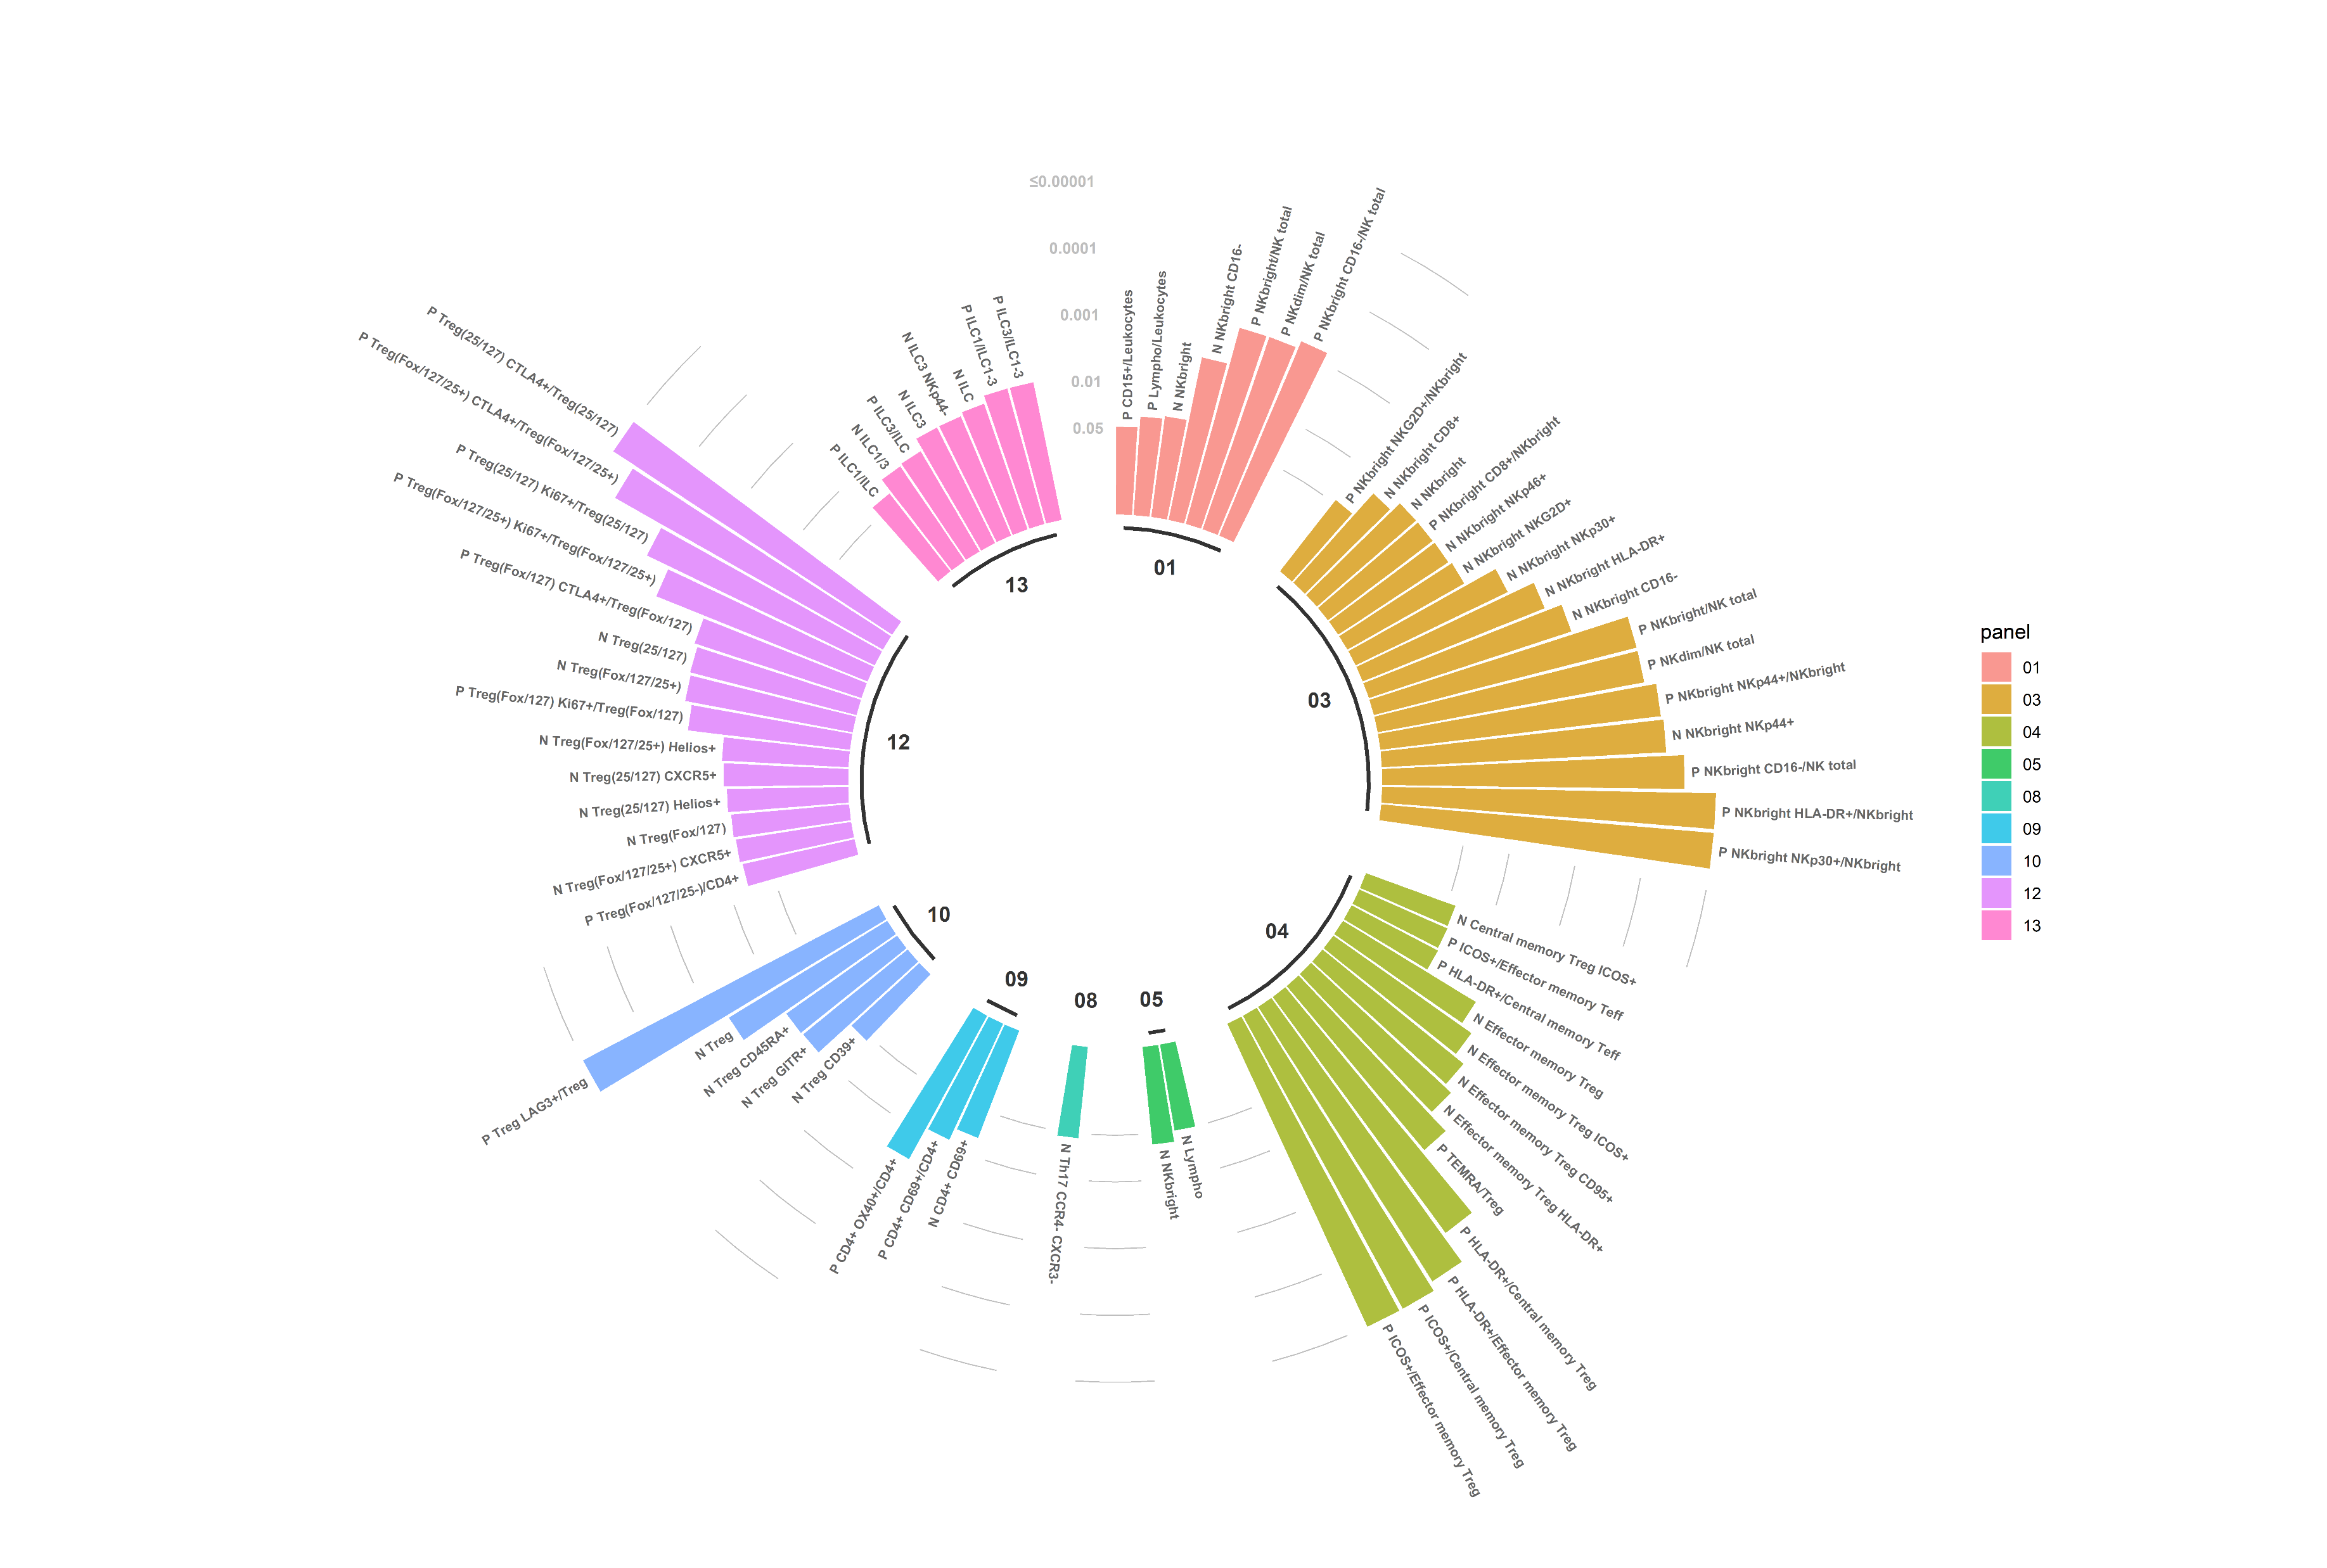 ≤0.00001
0.0001
0.001
0.01
0.05
P CD15+/Leukocytes
P Lympho/Leukocytes
N NKbright
N NKbright CD16-
P NKbright/NK total
P NKdim/NK total
P NKbright CD16-/NK total
01
P NKbright NKG2D+/NKbright
N NKbright CD8+
N NKbright
P NKbright CD8+/NKbright
N NKbright NKp46+
N NKbright NKG2D+
N NKbright NKp30+
N NKbright HLA-DR+
N NKbright CD16-
P NKbright/NK total
P NKdim/NK total
P NKbright NKp44+/NKbright
N NKbright NKp44+
P NKbright CD16-/NK total
P NKbright HLA-DR+/NKbright
P NKbright NKp30+/NKbright
03
N Central memory Treg ICOS+
P ICOS+/Effector memory Teff
P HLA-DR+/Central memory Teff
N Effector memory Treg
N Effector memory Treg ICOS+
N Effector memory Treg CD95+
N Effector memory Treg HLA-DR+
P TEMRA/Treg
P HLA-DR+/Central memory Treg
P HLA-DR+/Effector memory Treg
P ICOS+/Central memory Treg
P ICOS+/Effector memory Treg
04
N Lympho
N NKbright
05
N Th17 CCR4- CXCR3-
08
N CD4+ CD69+
P CD4+ CD69+/CD4+
P CD4+ OX40+/CD4+
09
N Treg CD39+
N Treg GITR+
N Treg CD45RA+
N Treg
P Treg LAG3+/Treg
10
P Treg(Fox/127/25-)/CD4+
N Treg(Fox/127/25+) CXCR5+
N Treg(Fox/127)
N Treg(25/127) Helios+
N Treg(25/127) CXCR5+
N Treg(Fox/127/25+) Helios+
P Treg(Fox/127) Ki67+/Treg(Fox/127)
N Treg(Fox/127/25+)
N Treg(25/127)
P Treg(Fox/127) CTLA4+/Treg(Fox/127)
P Treg(Fox/127/25+) Ki67+/Treg(Fox/127/25+)
P Treg(25/127) Ki67+/Treg(25/127)
P Treg(Fox/127/25+) CTLA4+/Treg(Fox/127/25+)
P Treg(25/127) CTLA4+/Treg(25/127)
12
P ILC1/ILC
N ILC1/3
P ILC3/ILC
N ILC3
N ILC3 NKp44-
N ILC
P ILC1/ILC1-3
P ILC3/ILC1-3
13
panel
01
03
04
05
08
09
10
12
13